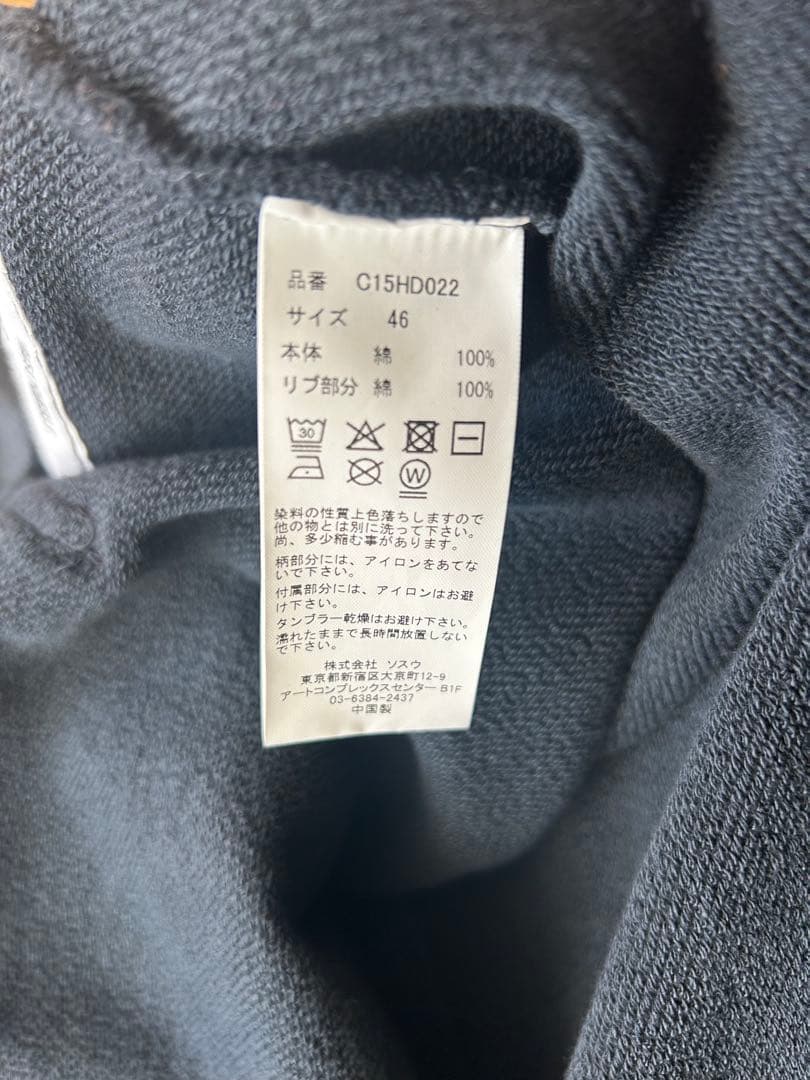 品番 C15HD022
サイズ 46
本体 綿 100%
リブ部分 綿 100%
30
W
染料の性質上色落ちしますので
他の物とは別に洗って下さい。
尚、多少縮む事があります。
柄部分には、アイロンをあてな
いで下さい。
付属部分には、アイロンはお避
け下さい。
タンブラー乾燥はお避け下さい。
濡れたままで長時間放置しない
で下さい。
株式会社 ソスウ
東京都新宿区大京町12-9
アートコンプレックスセンター B1F
03-6384-2437
中国製